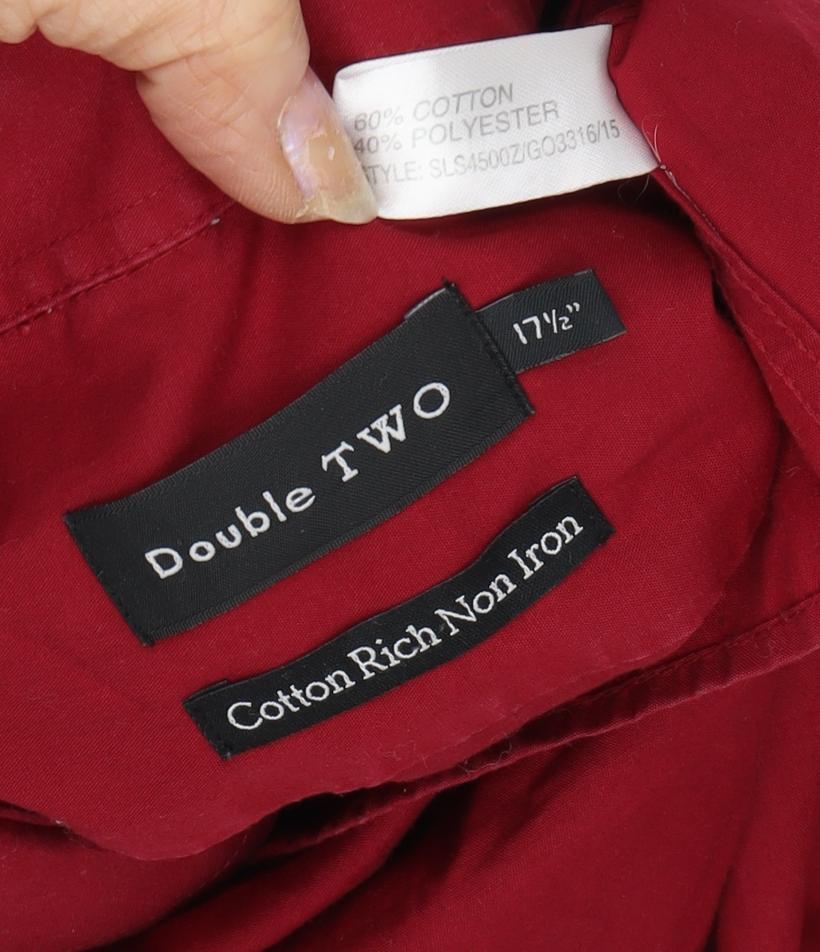 60% COTTON
40% POLYESTER
STYLE: SLS4500Z/GO3316/15
17½"
Double TWO
Cotton Rich Non Iron